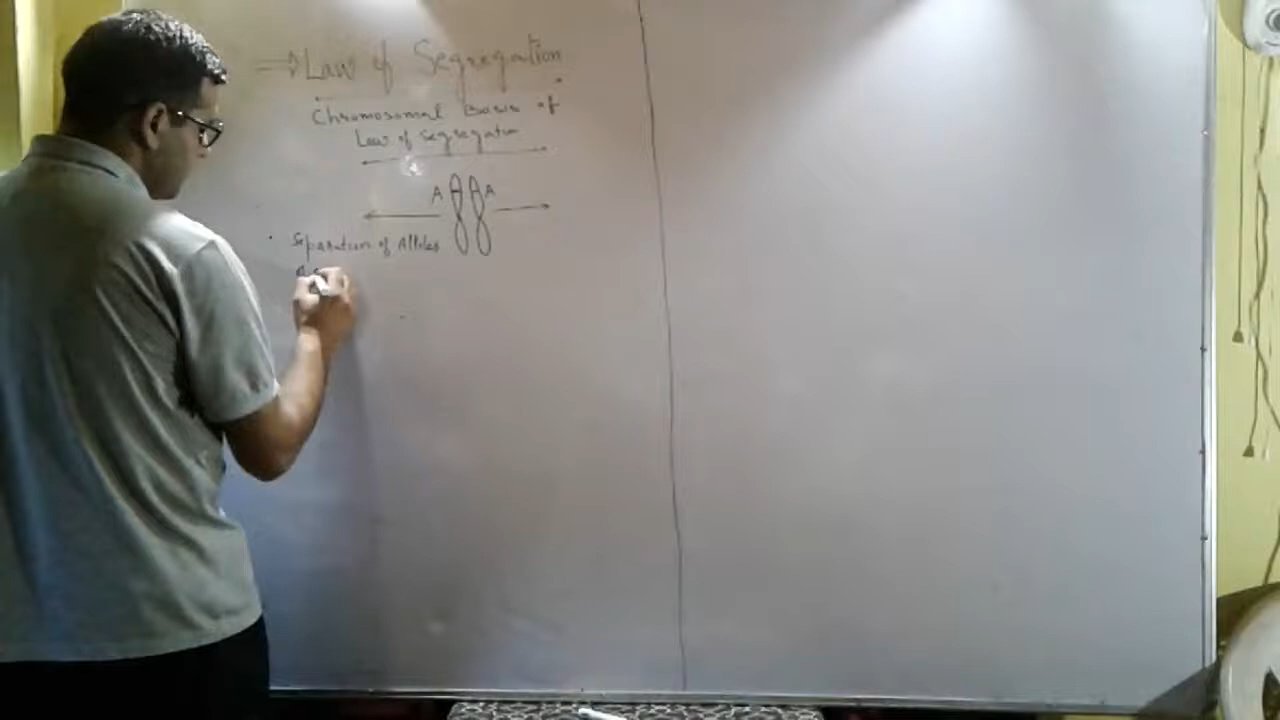 ⇒ Law of Segregation
Chromosomal Basis of
Law of segregation
A A
• Separation of Alleles